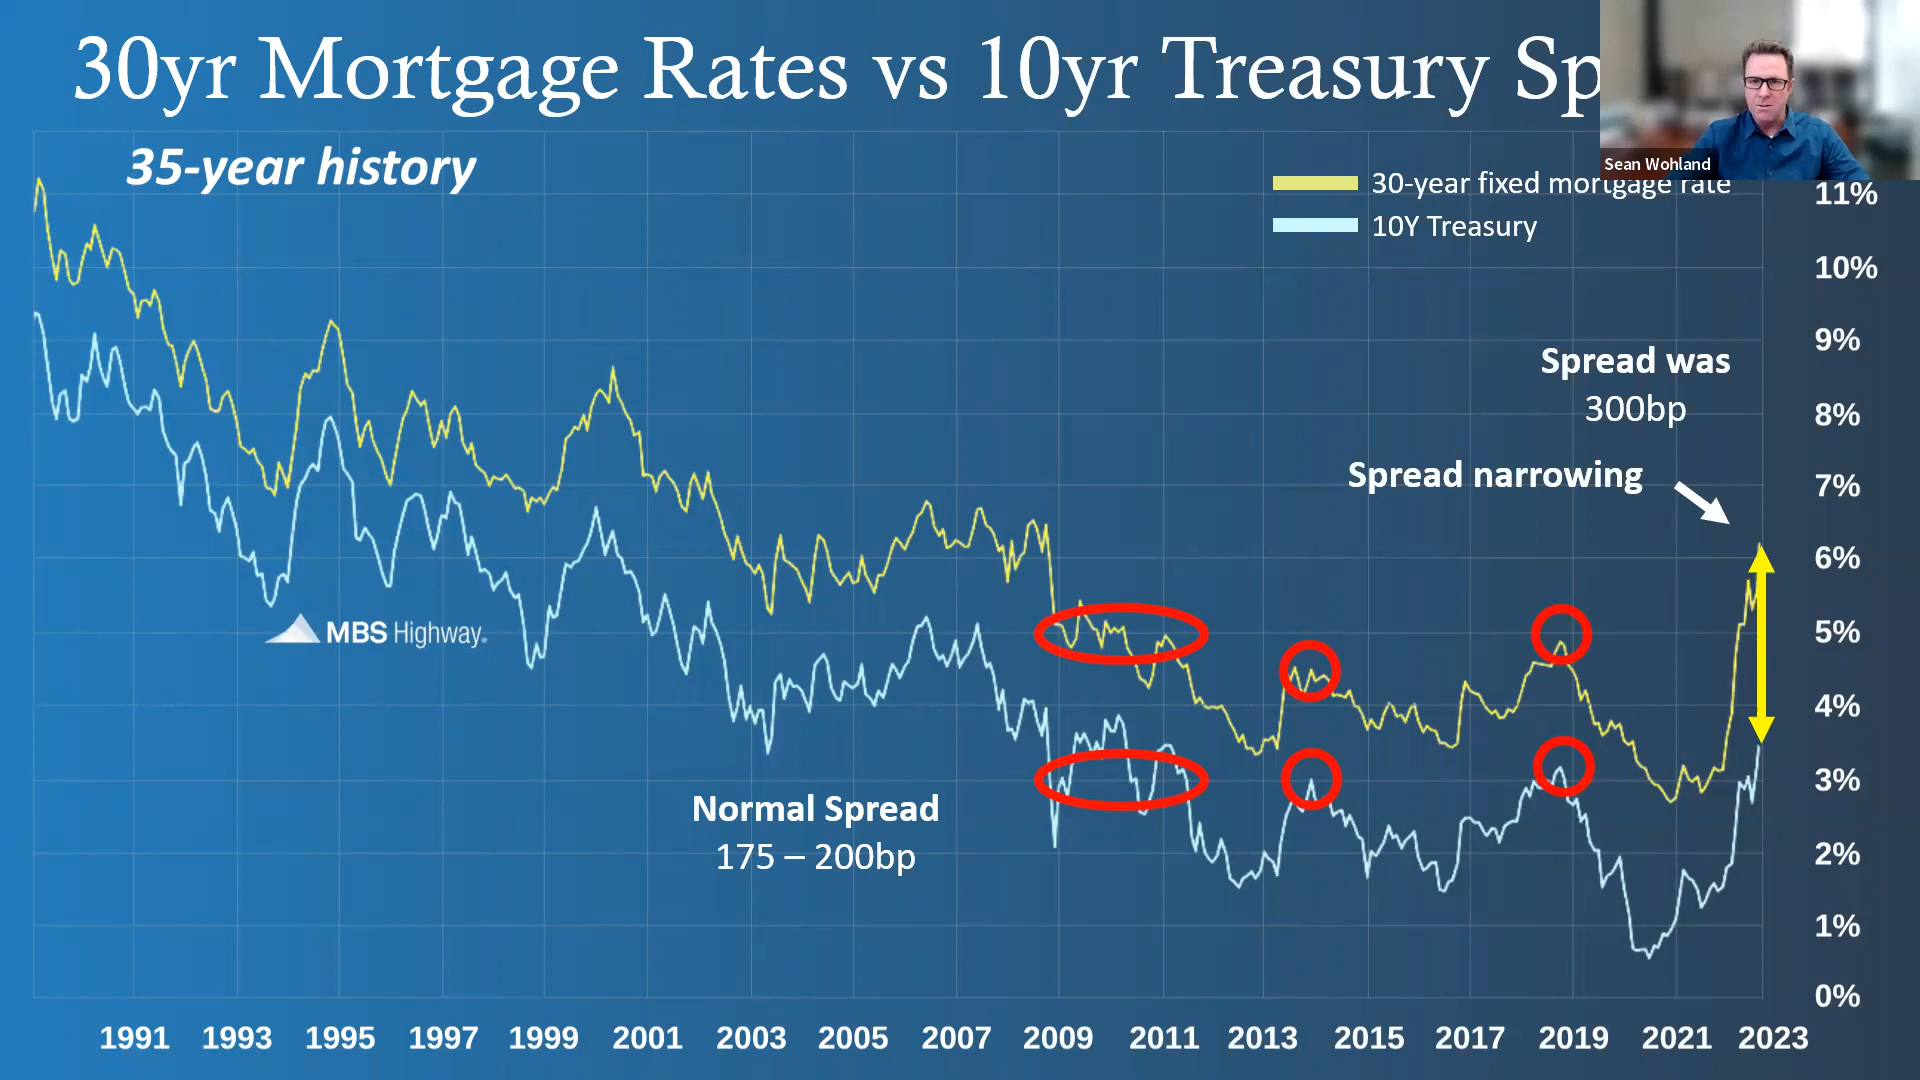 30yr Mortgage Rates vs 10yr Treasury Sp
35-year history
Sean Wohland
30-year fixed mortgage rate
10Y Treasury
11%
10%
9%
Spread was
300bp
8%
Spread narrowing
7%
6%
5%
MBS Highway.
4%
3%
Normal Spread
175 – 200bp
2%
1%
0%
1991 1993 1995 1997 1999 2001 2003 2005 2007 2009 2011 2013 2015 2017 2019 2021 2023